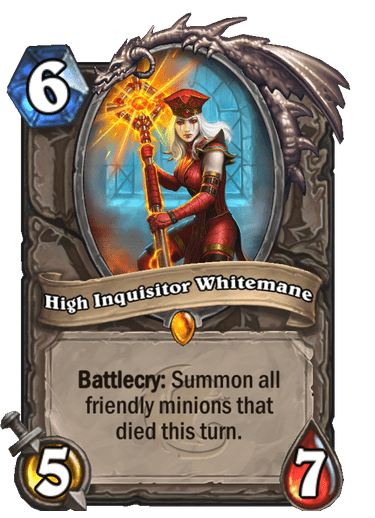 6
High Inquisitor Whitemane
Battlecry: Summon all
friendly minions that
died this turn.
5
7